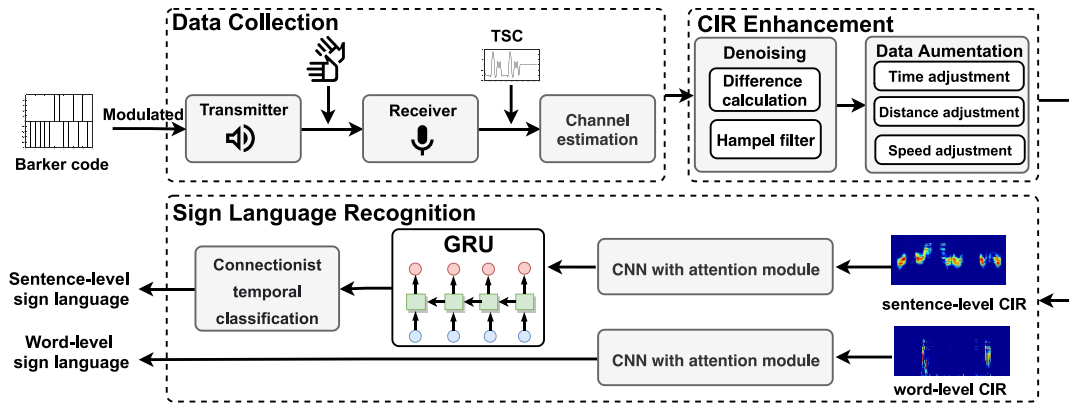 Data Collection
TSC
Modulated
Transmitter
Receiver
Channel
estimation
Barker code
CIR Enhancement
Denoising
Difference
calculation
Hampel filter
Data Aumentation
Time adjustment
Distance adjustment
Speed adjustment
Sign Language Recognition
GRU
Sentence-level
sign language
Connectionist
temporal
classification
CNN with attention module
sentence-level CIR
Word-level
sign language
CNN with attention module
word-level CIR